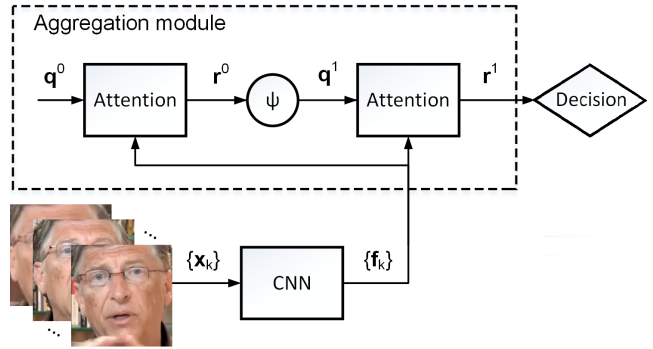 Aggregation module
q⁰
Attention
r⁰
ψ
q¹
Attention
r¹
Decision
...
{xₖ}
CNN
{fₖ}
...